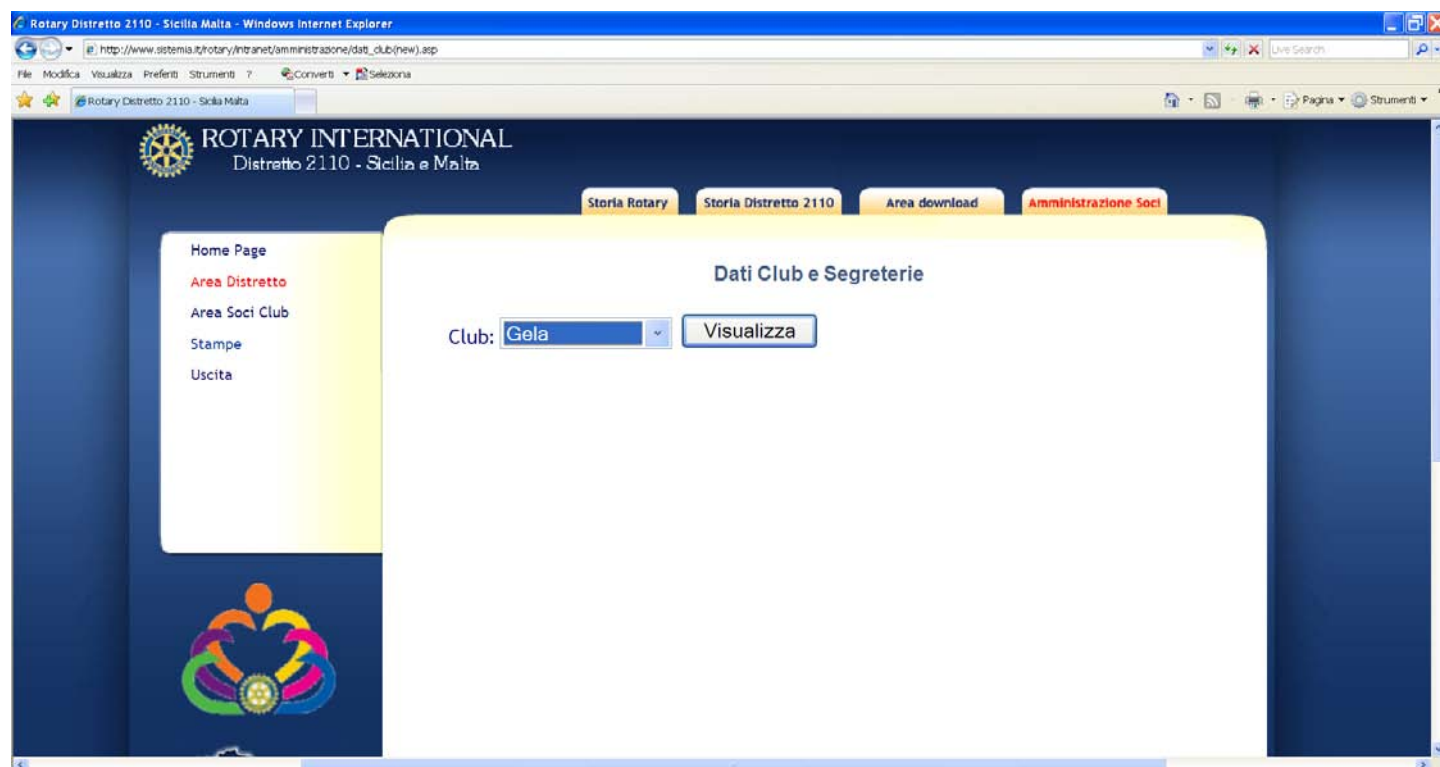 Rotary Distretto 2110 - Sicilia Malta - Windows Internet Explorer
http://www.sistemia.it/rotary/intranet/amministrazione/dati_club(new).asp
Live Search
File Modifica Visualizza Preferiti Strumenti ? Converti Seleziona
Rotary Distretto 2110 - Sicilia Malta
Pagina Strumenti
ROTARY INTERNATIONAL
Distretto 2110 - Sicilia e Malta
Storia Rotary Storia Distretto 2110 Area download Amministrazione Soci
Home Page
Area Distretto
Area Soci Club
Stampe
Uscita
Dati Club e Segreterie
Club: Gela Visualizza